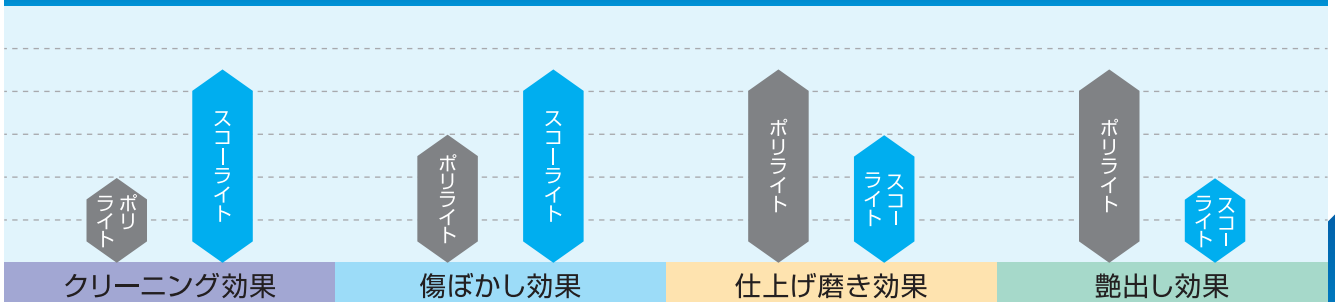 ポリライト
スコーライト
ポリライト
スコーライト
ポリライト
スコーライト
ポリライト
スコーライト
クリーニング効果
傷ぼかし効果
仕上げ磨き効果
艶出し効果